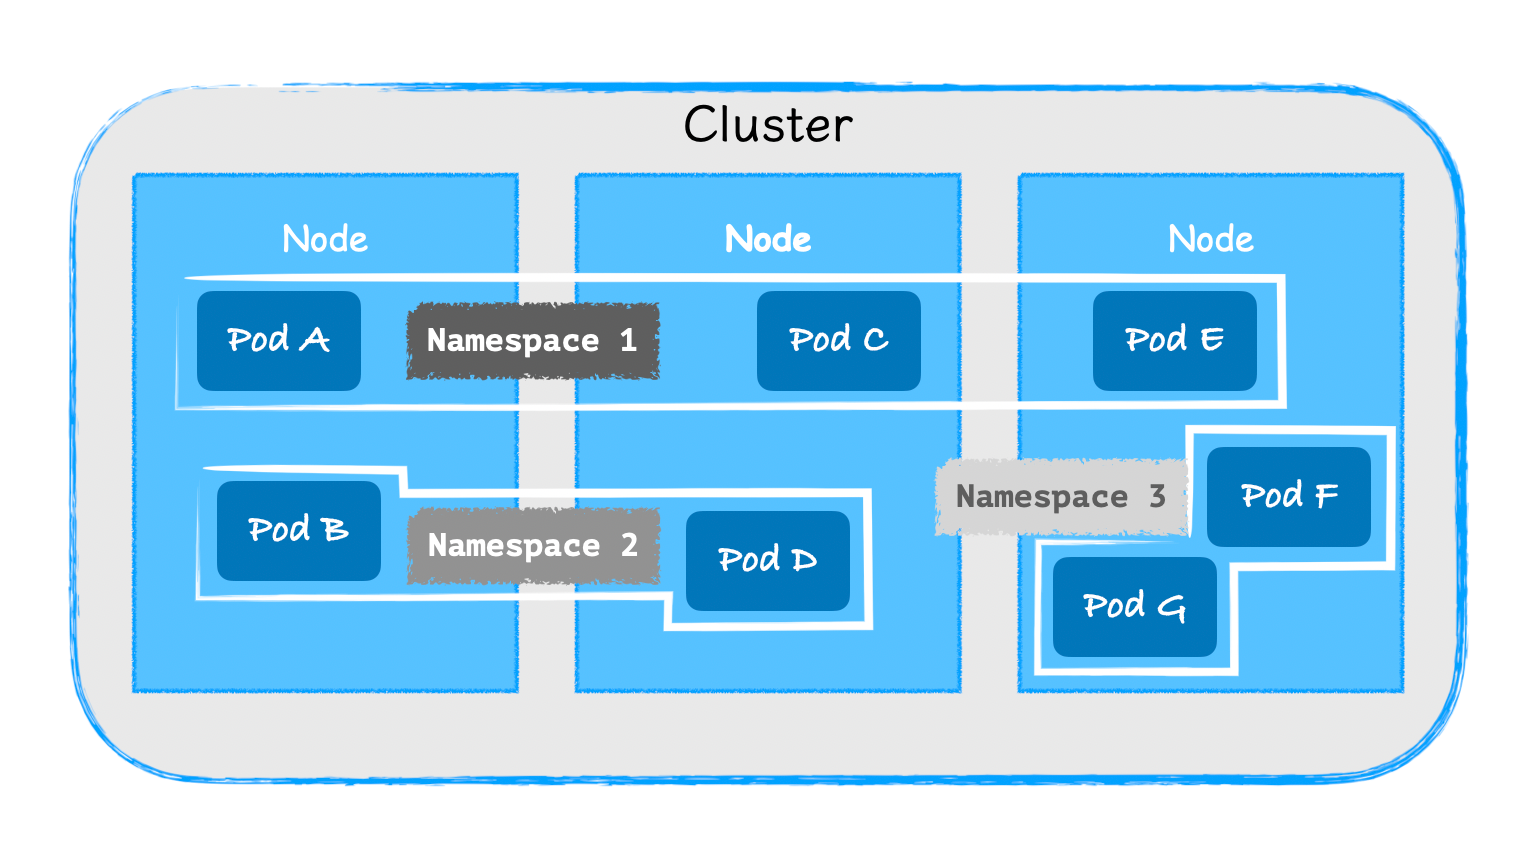 Cluster
Node
Node
Node
Pod A
Namespace 1
Pod C
Pod E
Pod B
Namespace 2
Pod D
Namespace 3
Pod F
Pod G